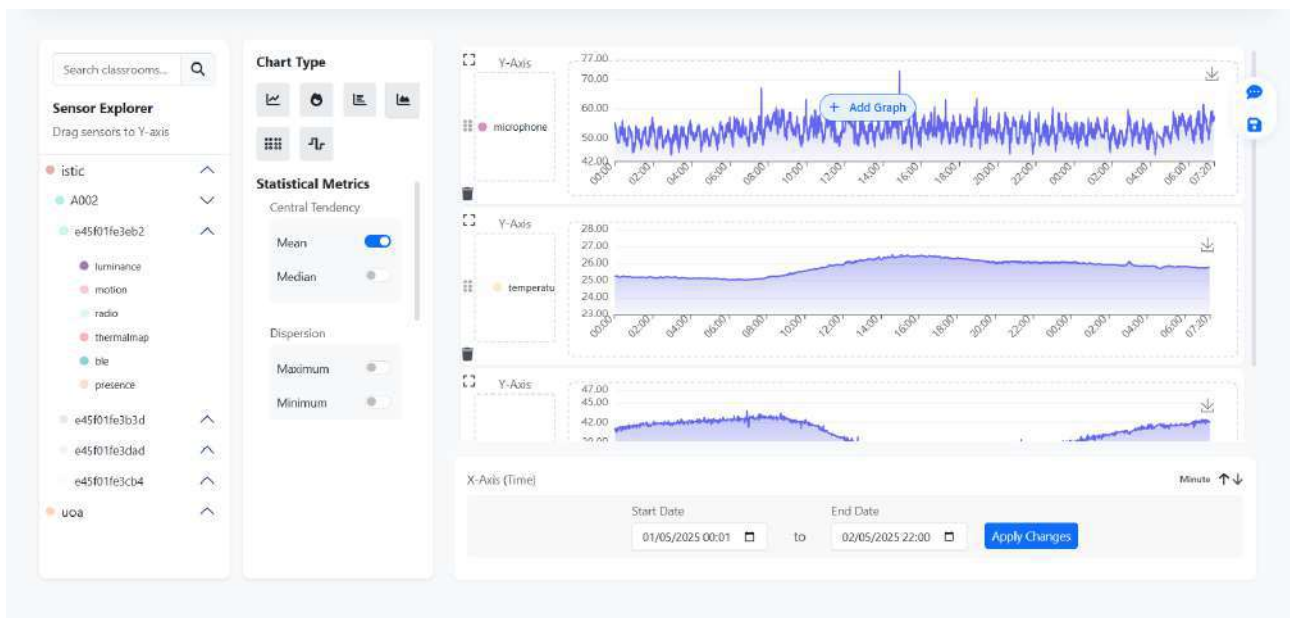 Search classrooms...
Sensor Explorer
Drag sensors to Y-axis
istic
A002
e45f01fe3eb2
luminance
motion
radio
thermalmap
ble
presence
e45f01fe3b3d
e45f01fe3dad
e45f01fe3cb4
uoa
Chart Type
Statistical Metrics
Central Tendency
Mean
Median
Dispersion
Maximum
Minimum
Y-Axis
microphone
77.00
70.00
60.00
50.00
42.00
+ Add Graph
00:00 02:00 04:00 06:00 08:00 10:00 12:00 14:00 16:00 18:00 20:00 22:00 00:00 02:00 04:00 06:00 07:20
Y-Axis
temperatu
28.00
27.00
26.00
25.00
24.00
23.00
00:00 02:00 04:00 06:00 08:00 10:00 12:00 14:00 16:00 18:00 20:00 22:00 00:00 02:00 04:00 06:00 07:20
Y-Axis
47.00
45.00
42.00
X-Axis (Time)
Minute
Start Date
01/05/2025 00:01
to
End Date
02/05/2025 22:00
Apply Changes